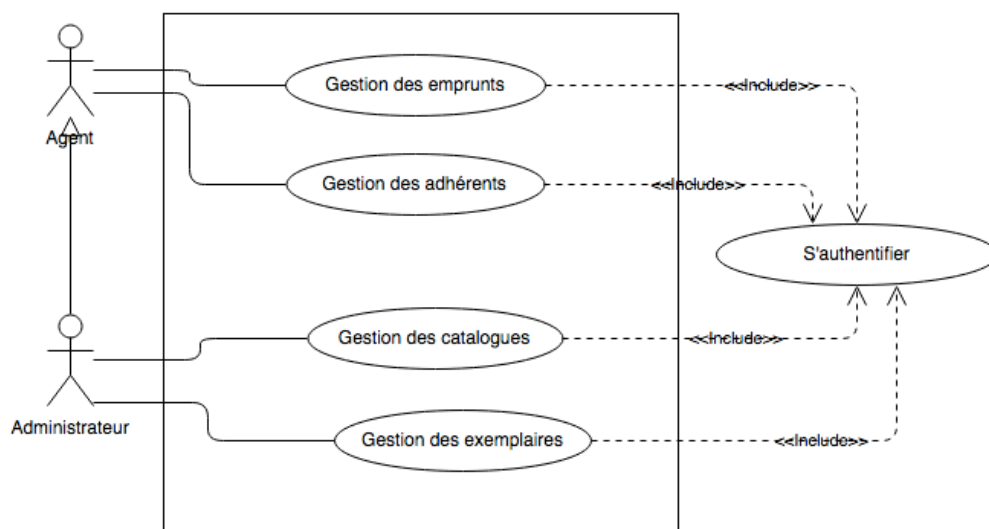 Gestion des emprunts
<<Include>>
Agent
Gestion des adhérents
<<Include>>
S'authentifier
Gestion des catalogues
<<Include>>
Administrateur
Gestion des exemplaires
<<Include>>